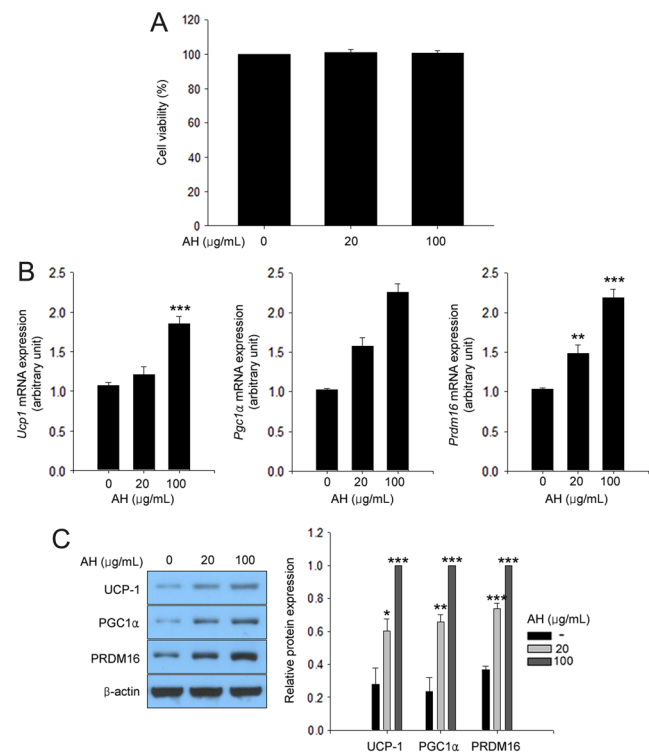 A
120
100
80
60
40
20
0
Cell viability (%)
AH (μg/mL) 0 20 100
B
2.5
2.0
1.5
1.0
0.5
0.0
Ucp1 mRNA expression
(arbitrary unit)
***
0 20 100
AH (μg/mL)
2.5
2.0
1.5
1.0
0.5
0.0
Pgc1α mRNA expression
(arbitrary unit)
0 20 100
AH (μg/mL)
2.5
2.0
1.5
1.0
0.5
0.0
Prdm16 mRNA expression
(arbitrary unit)
** ***
0 20 100
AH (μg/mL)
C
AH (μg/mL) 0 20 100
UCP-1
PGC1α
PRDM16
β-actin
1.2
1.0
0.8
0.6
0.4
0.2
0.0
Relative protein expression
* *** ** *** *** ***
UCP-1 PGC1α PRDM16
AH (μg/mL)
-
20
100